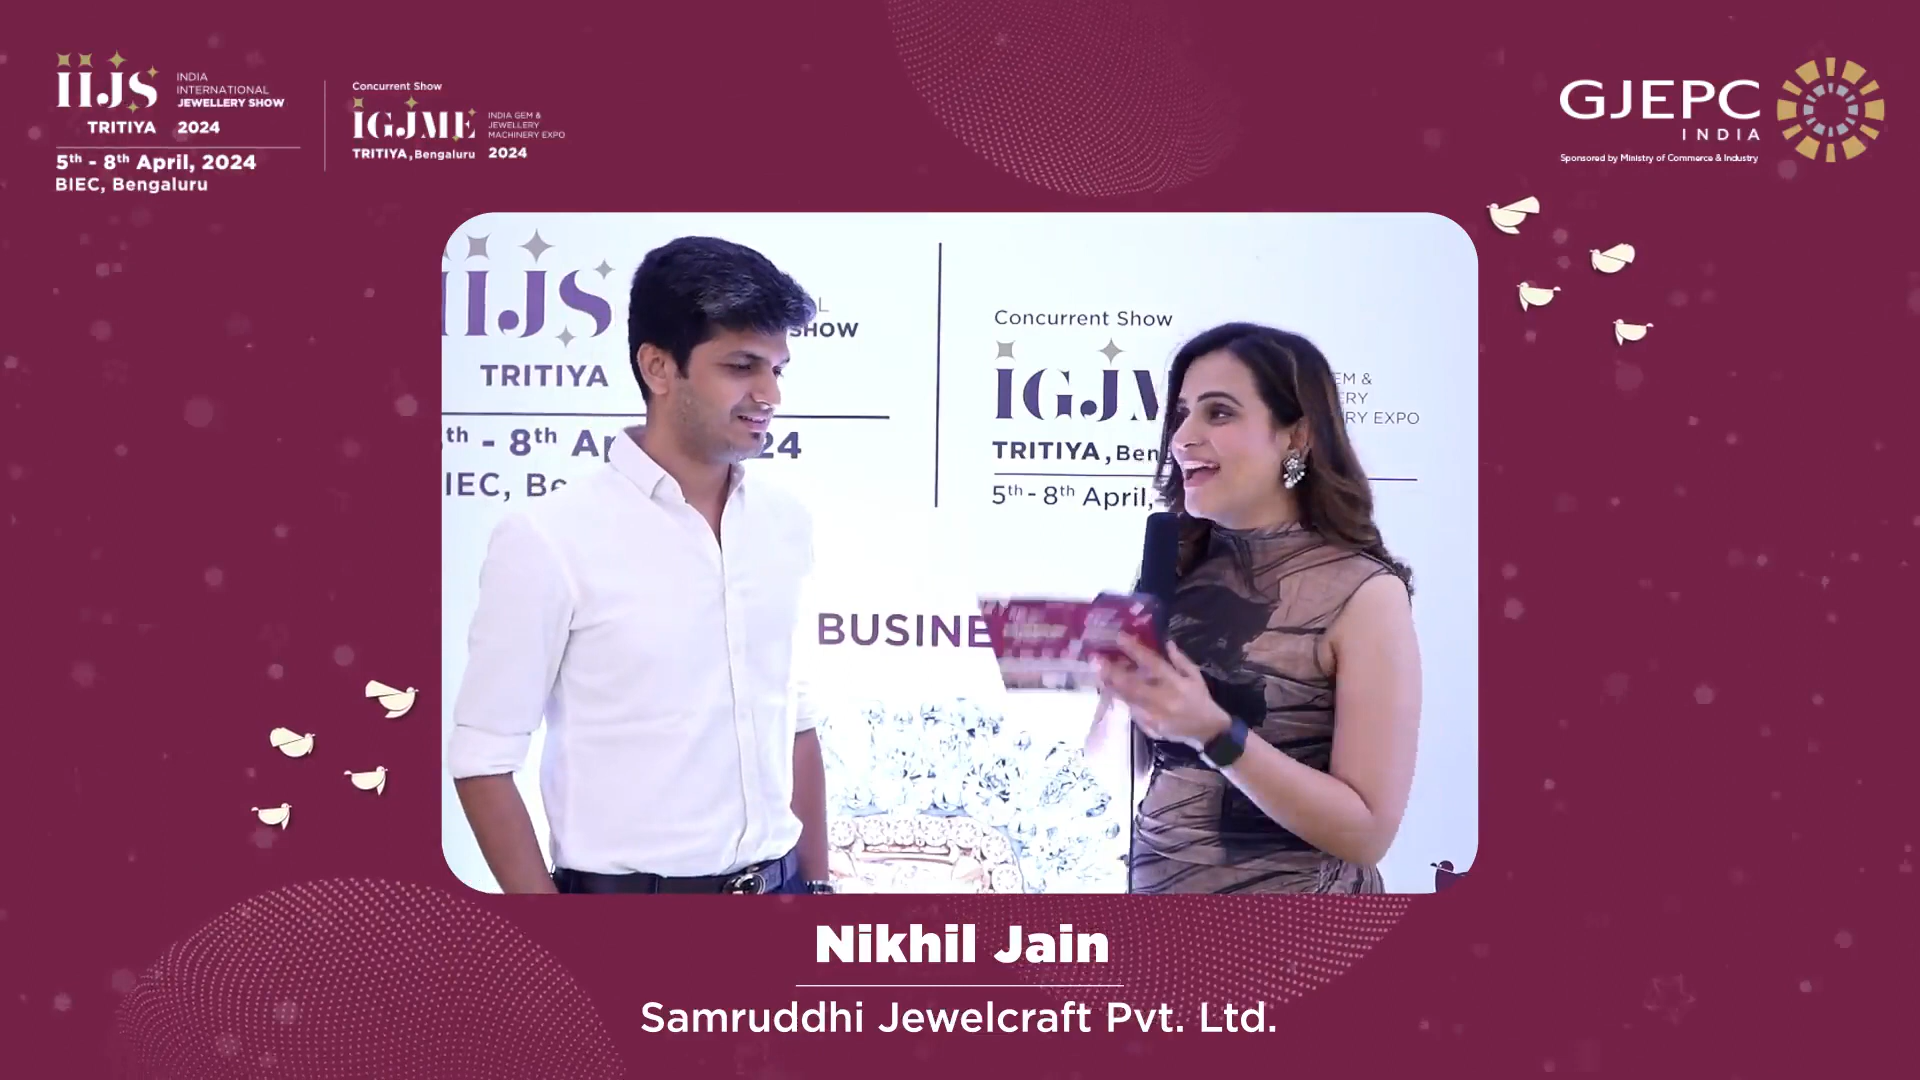 IIJS
INDIA
INTERNATIONAL
JEWELLERY SHOW
TRITIYA 2024
5th - 8th April, 2024
BIEC, Bengaluru
Concurrent Show
IGJME
INDIA GEM &
JEWELLERY
MACHINERY EXPO
TRITIYA, Bengaluru 2024
GJEPC
INDIA
Sponsored by Ministry of Commerce & Industry
IIJS
L
SHOW
TRITIYA
th - 8th Ap 24
IEC, Be
Concurrent Show
IGJM
EM &
ERY
RY EXPO
TRITIYA, Beng
5th - 8th April,
BUSINE
Nikhil Jain
Samruddhi Jewelcraft Pvt. Ltd.